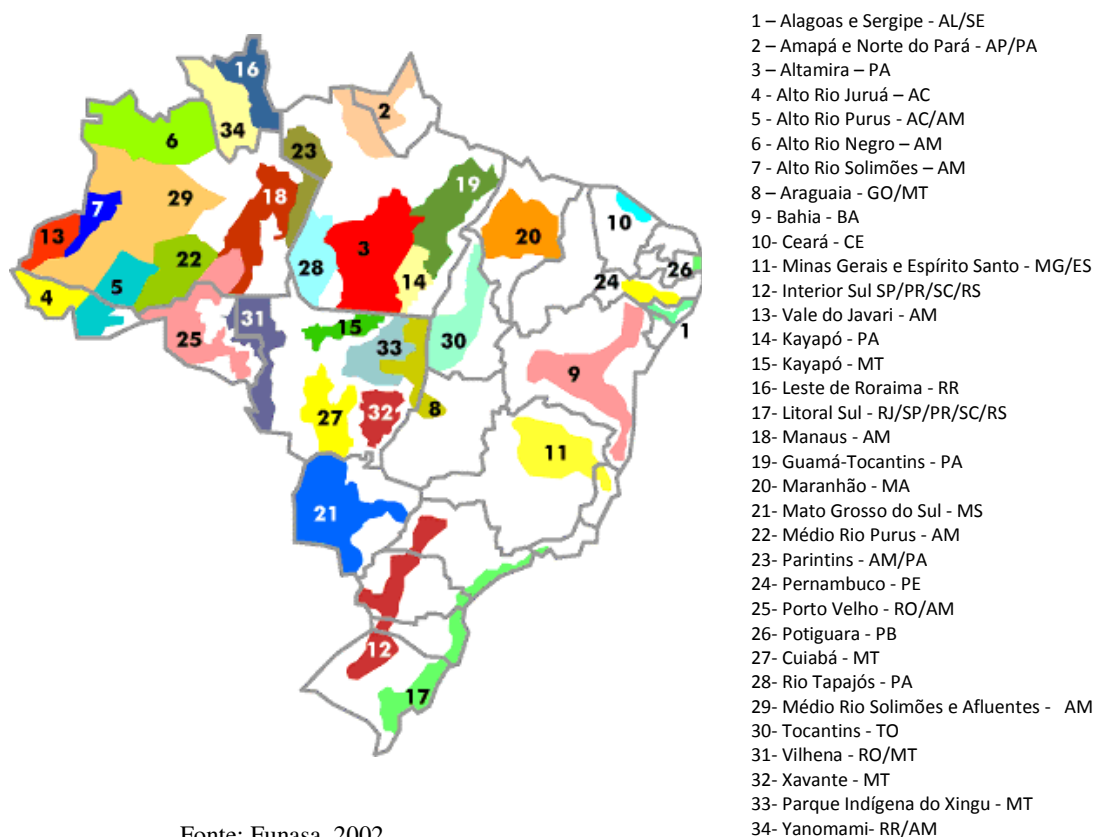 1 – Alagoas e Sergipe - AL/SE
2 – Amapá e Norte do Pará - AP/PA
3 – Altamira – PA
4 - Alto Rio Juruá – AC
5 - Alto Rio Purus - AC/AM
6 - Alto Rio Negro – AM
7 - Alto Rio Solimões – AM
8 – Araguaia - GO/MT
9 - Bahia - BA
10- Ceará - CE
11- Minas Gerais e Espírito Santo - MG/ES
12- Interior Sul SP/PR/SC/RS
13- Vale do Javari - AM
14- Kayapó - PA
15- Kayapó - MT
16- Leste de Roraima - RR
17- Litoral Sul - RJ/SP/PR/SC/RS
18- Manaus - AM
19- Guamá-Tocantins - PA
20- Maranhão - MA
21- Mato Grosso do Sul - MS
22- Médio Rio Purus - AM
23- Parintins - AM/PA
24- Pernambuco - PE
25- Porto Velho - RO/AM
26- Potiguara - PB
27- Cuiabá - MT
28- Rio Tapajós - PA
29- Médio Rio Solimões e Afluentes - AM
30- Tocantins - TO
31- Vilhena - RO/MT
32- Xavante - MT
33- Parque Indígena do Xingu - MT
34- Yanomami- RR/AM
16
2
34
6
23
19
18
29
7
10
13
20
3
22
28
26
14
24
5
4
31
15
1
25
30
33
9
8
32
27
11
21
12
17
Fonte: Funasa, 2002